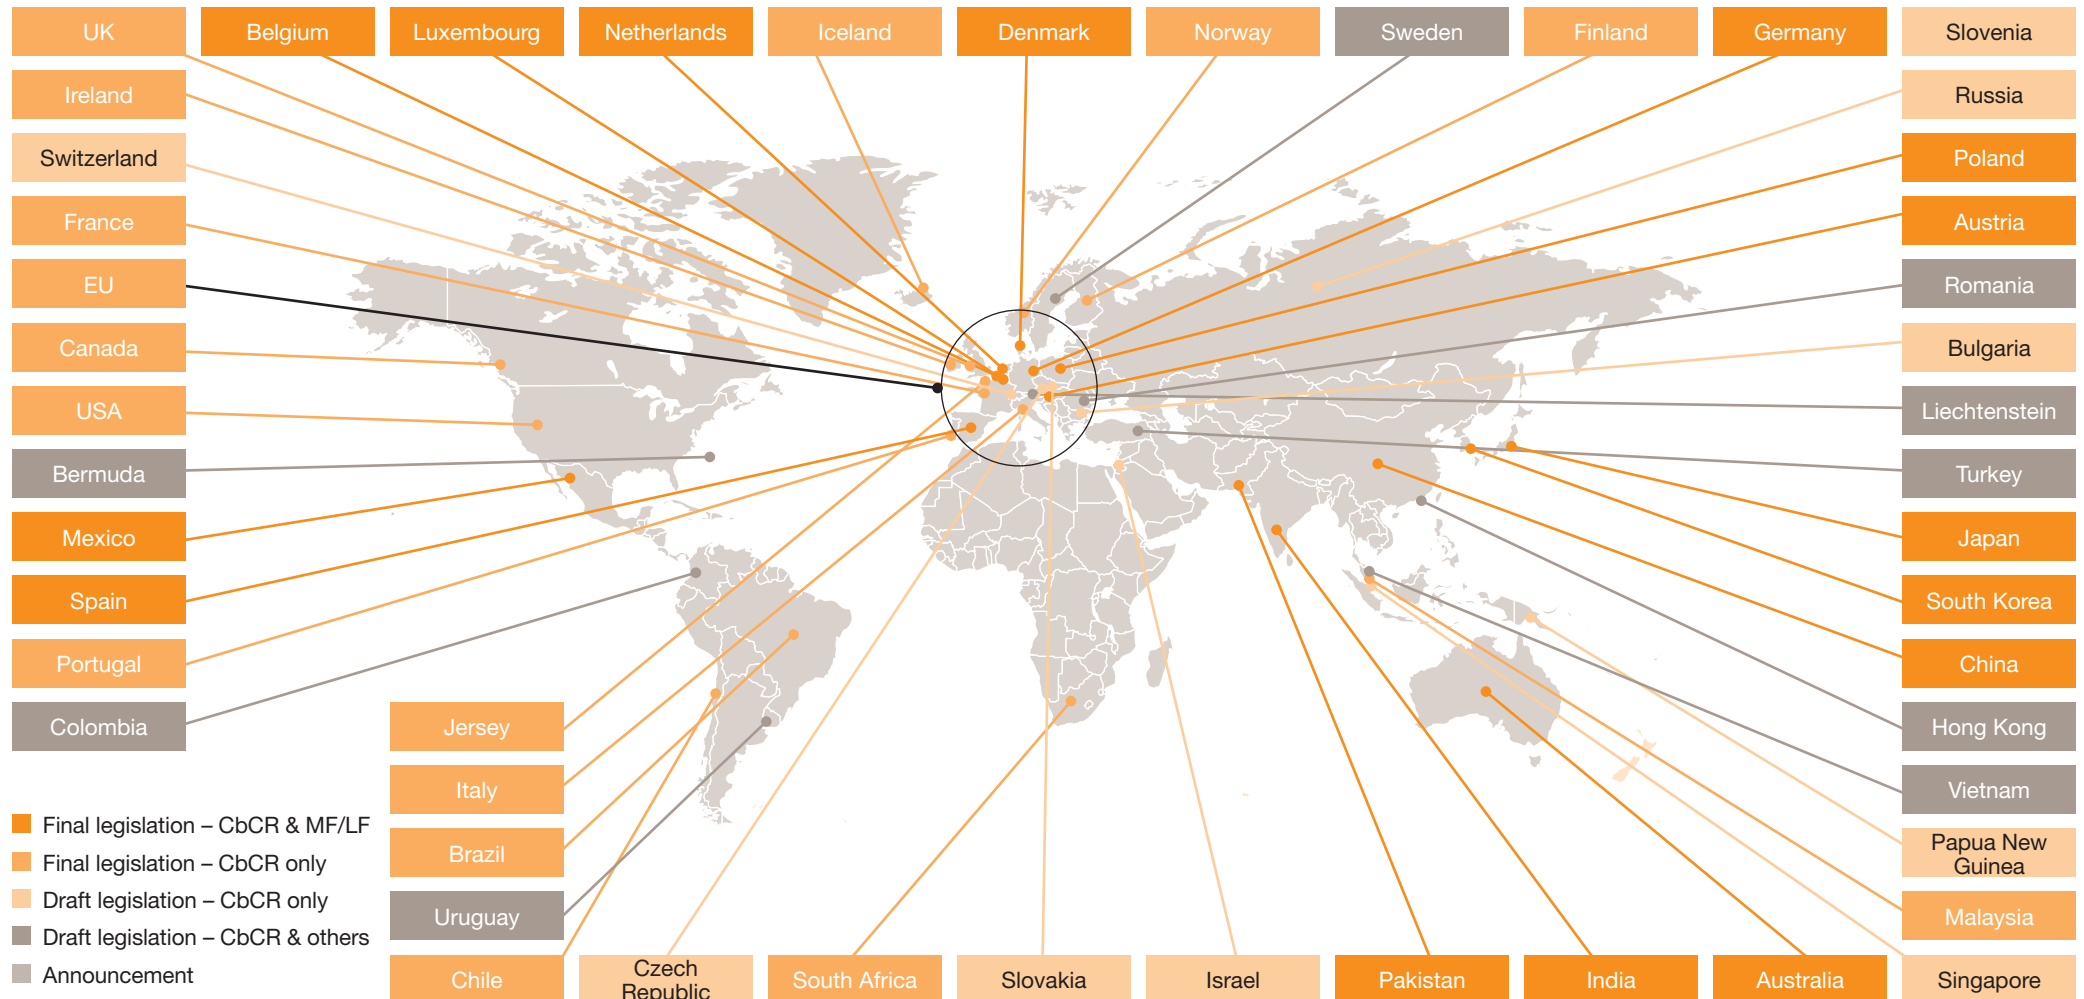 UK
Belgium
Luxembourg
Netherlands
Iceland
Denmark
Norway
Sweden
Finland
Germany
Slovenia
Ireland
Russia
Switzerland
Poland
France
Austria
EU
Romania
Canada
Bulgaria
USA
Liechtenstein
Bermuda
Turkey
Mexico
Japan
Spain
South Korea
Portugal
China
Colombia
Jersey
Hong Kong
Italy
Vietnam
Brazil
Papua New
Guinea
Uruguay
Malaysia
Chile
Czech
Republic
South Africa
Slovakia
Israel
Pakistan
India
Australia
Singapore
Final legislation – CbCR & MF/LF
Final legislation – CbCR only
Draft legislation – CbCR only
Draft legislation – CbCR & others
Announcement